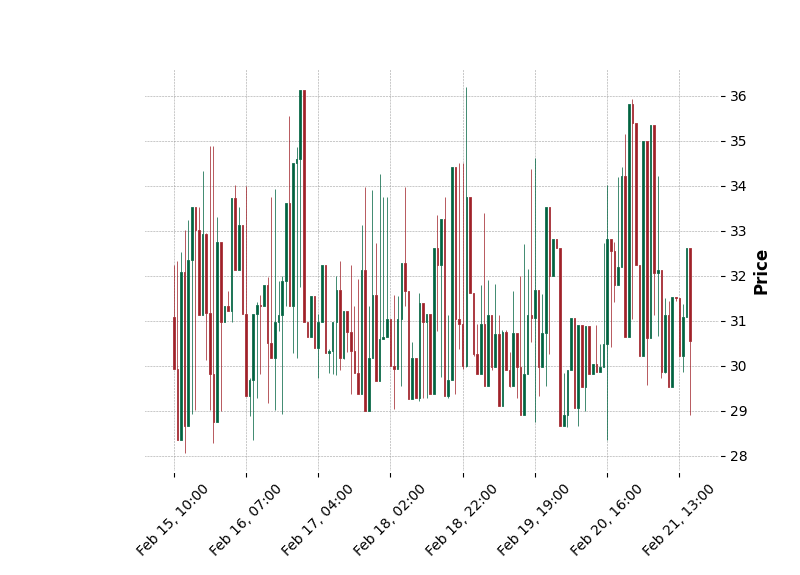 36
35
34
33
32
31
30
29
28
Price
Feb 15, 10:00
Feb 16, 07:00
Feb 17, 04:00
Feb 18, 02:00
Feb 18, 22:00
Feb 19, 19:00
Feb 20, 16:00
Feb 21, 13:00